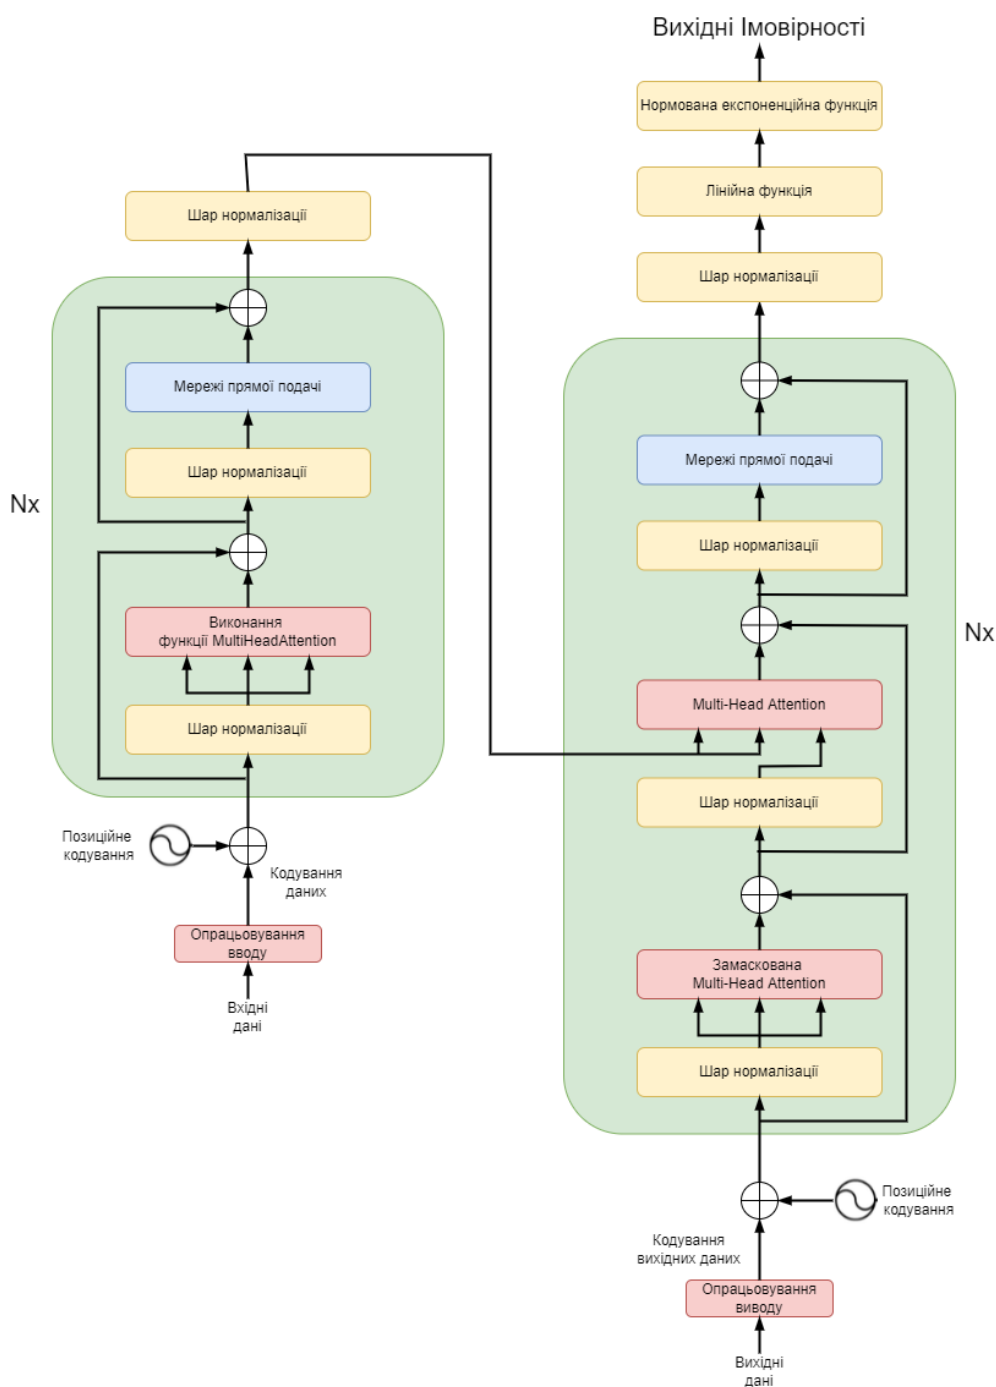 Вихідні Імовірності
Нормована експоненційна функція
Лінійна функція
Шар нормалізації
Шар нормалізації
Мережі прямої подачі
Шар нормалізації
Nx
Виконання
функції MultiHeadAttention
Шар нормалізації
Позиційне
кодування
Кодування
даних
Опрацьовування
вводу
Вхідні
дані
Мережі прямої подачі
Шар нормалізації
Nx
Multi-Head Attention
Шар нормалізації
Замаскована
Multi-Head Attention
Шар нормалізації
Позиційне
кодування
Кодування
вихідних даних
Опрацьовування
виводу
Вихідні
дані